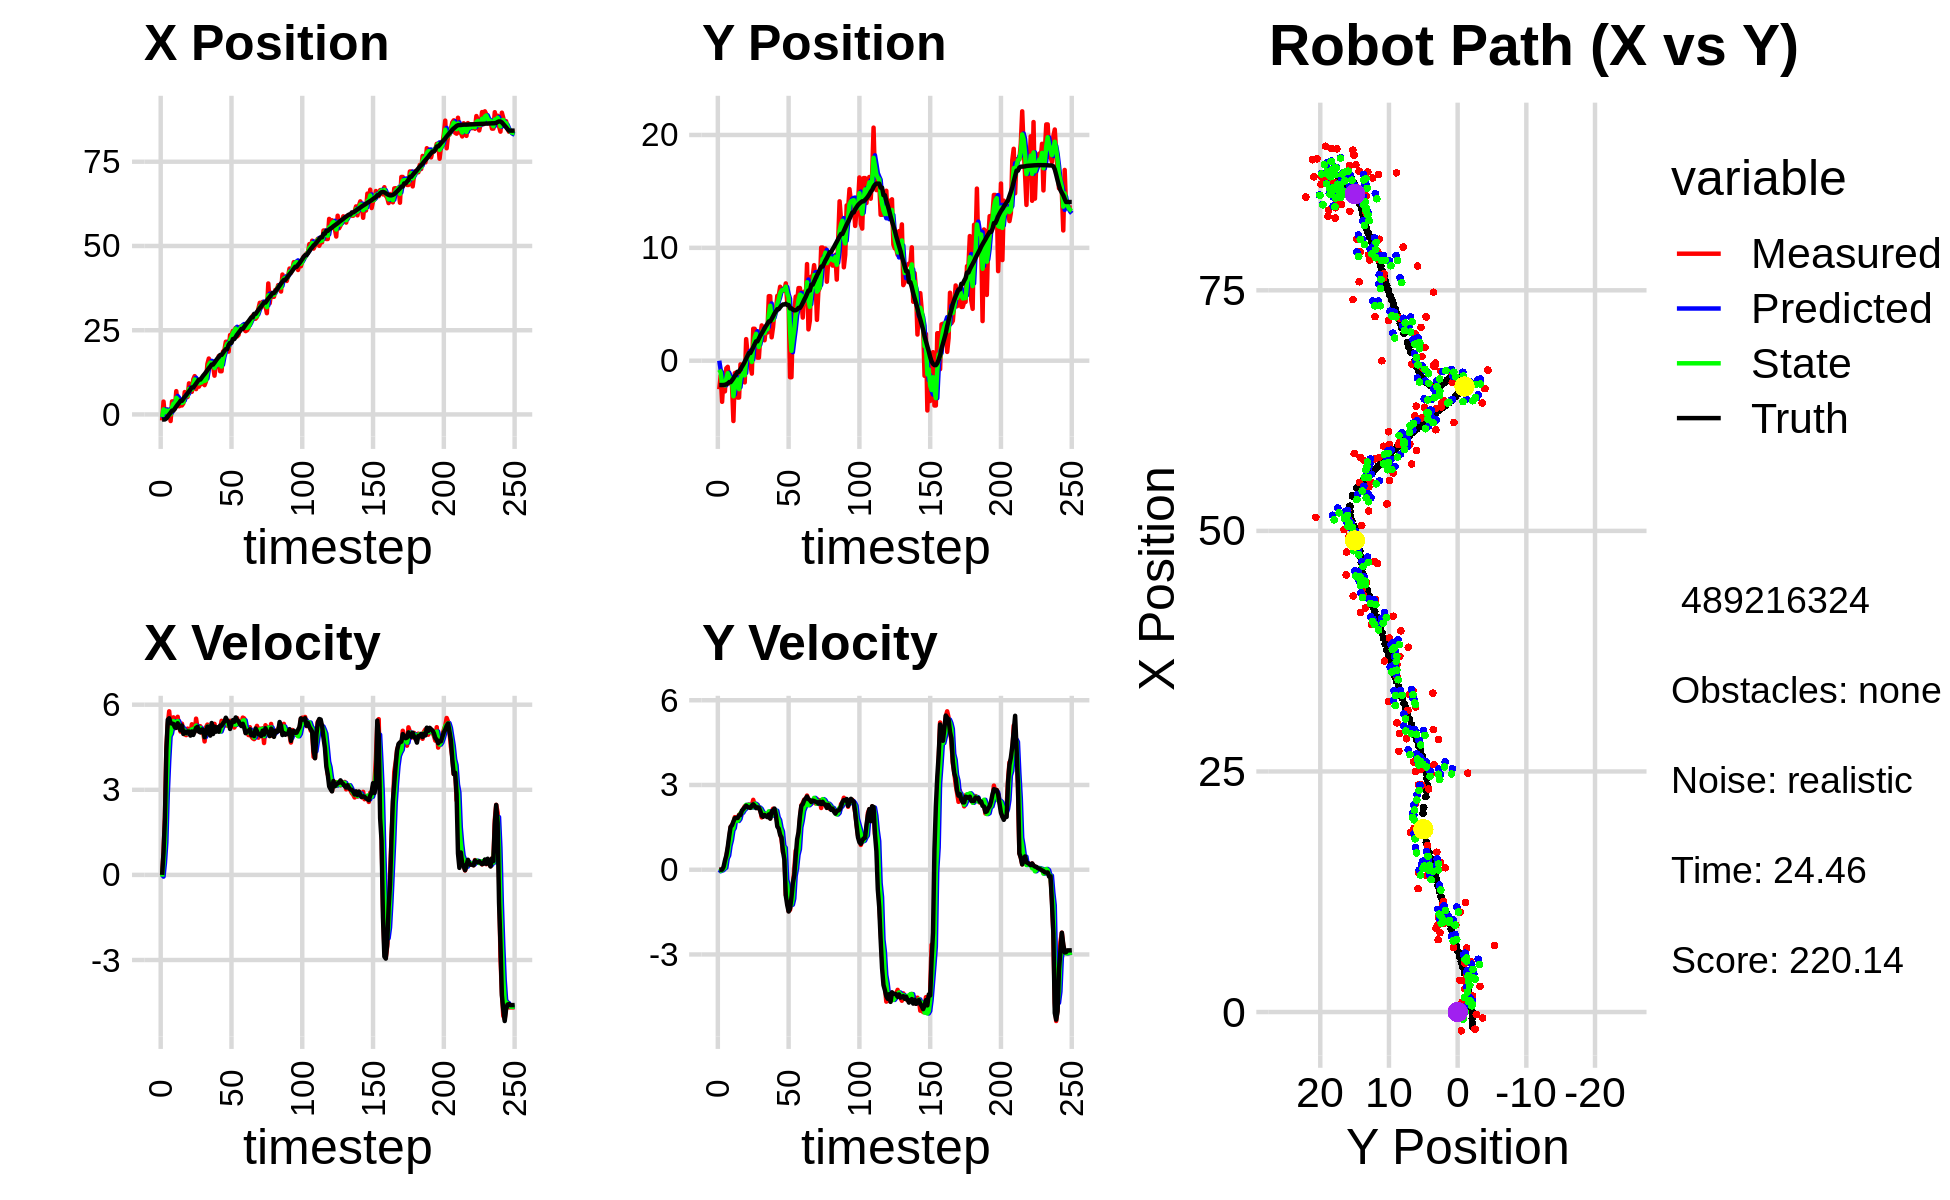 X Position
75
50
25
0
0
50
100
150
200
250
timestep
Y Position
20
10
0
0
50
100
150
200
250
timestep
X Velocity
6
3
0
-3
0
50
100
150
200
250
timestep
Y Velocity
6
3
0
-3
0
50
100
150
200
250
timestep
Robot Path (X vs Y)
X Position
75
50
25
0
20 10 0 -10 -20
Y Position
variable
Measured
Predicted
State
Truth
489216324
Obstacles: none
Noise: realistic
Time: 24.46
Score: 220.14